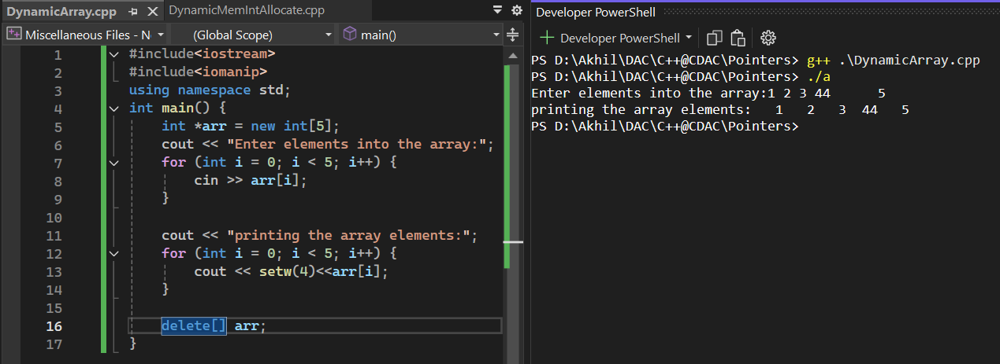 DynamicArray.cpp DynamicMemIntAllocate.cpp
Miscellaneous Files - N (Global Scope) main()
1 #include<iostream>
2 #include<iomanip>
3 using namespace std;
4 int main() {
5 int *arr = new int[5];
6 cout << "Enter elements into the array:";
7 for (int i = 0; i < 5; i++) {
8 cin >> arr[i];
9 }
10
11 cout << "printing the array elements:";
12 for (int i = 0; i < 5; i++) {
13 cout << setw(4)<<arr[i];
14 }
15
16 delete[] arr;
17 }
Developer PowerShell
Developer PowerShell
PS D:\Akhil\DAC\C++@CDAC\Pointers> g++ .\DynamicArray.cpp
PS D:\Akhil\DAC\C++@CDAC\Pointers> ./a
Enter elements into the array:1 2 3 44      5
printing the array elements:   1   2   3  44   5
PS D:\Akhil\DAC\C++@CDAC\Pointers>